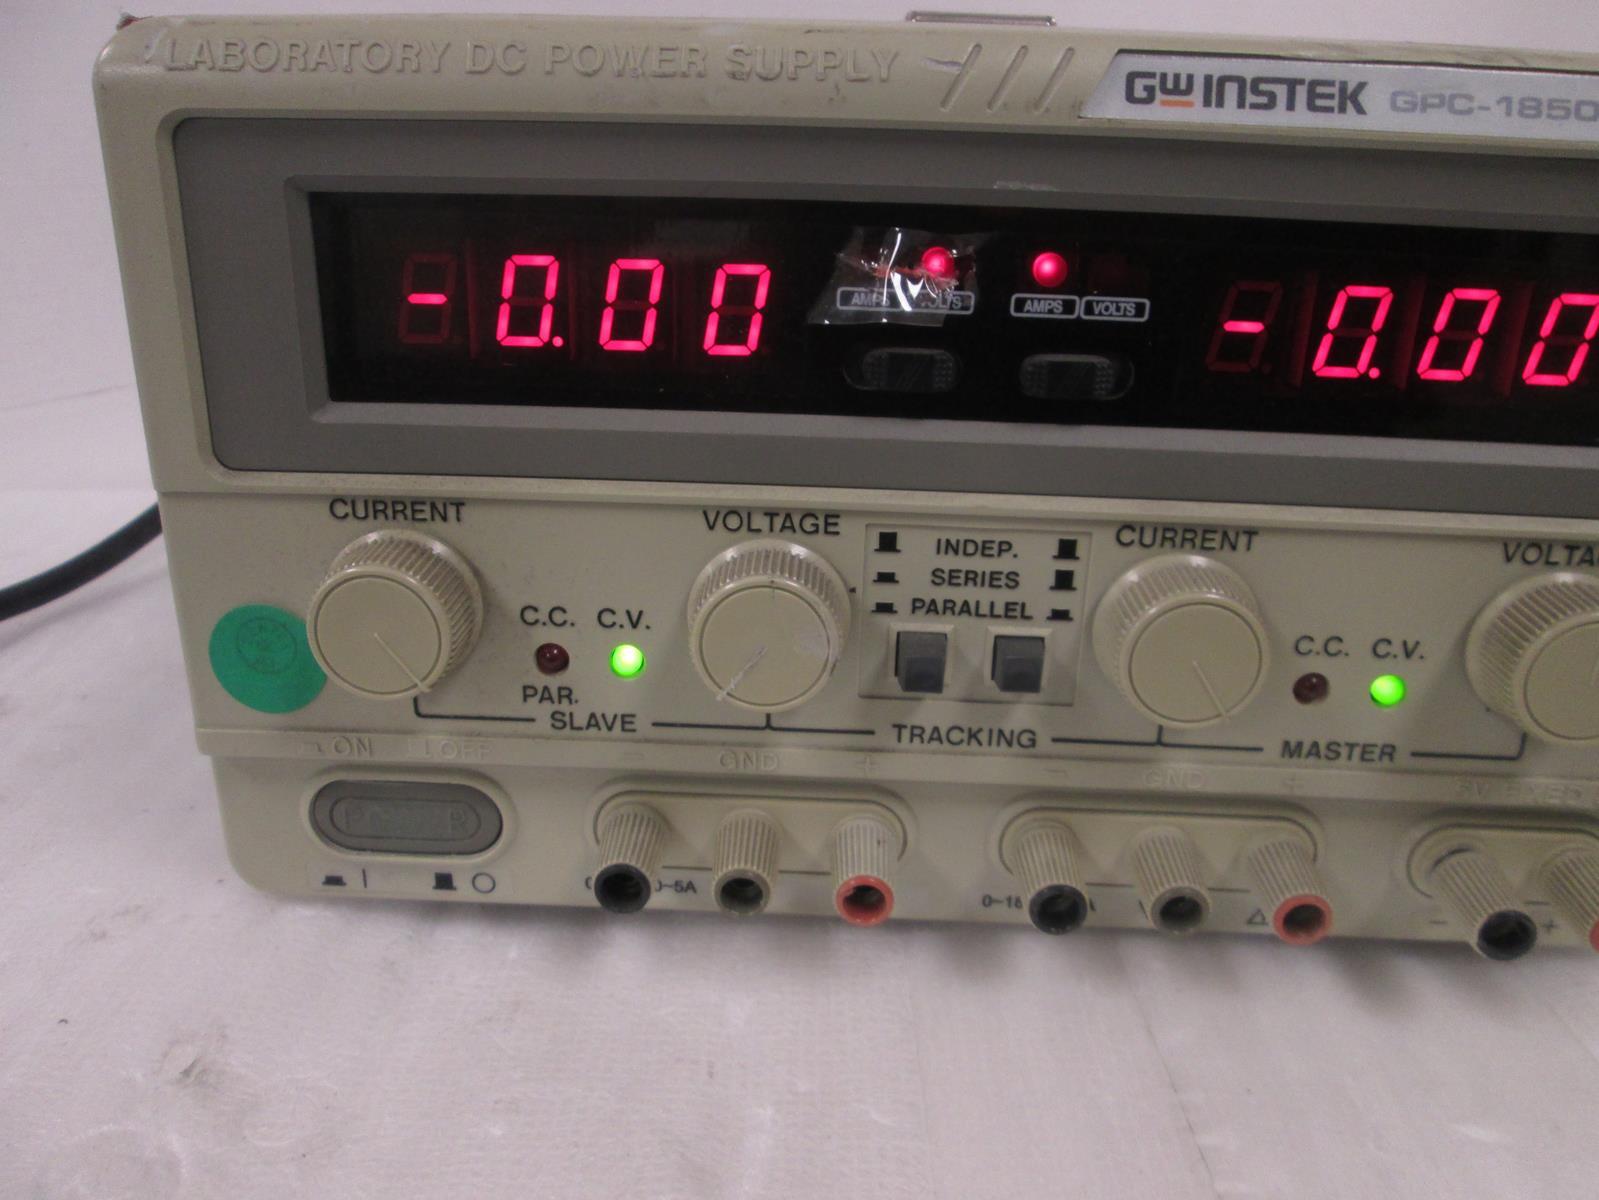 LABORATORY DC POWER SUPPLY
GW INSTEK GPC-1850
-0.00
AMPS VOLTS
AMPS VOLTS
-0.00
CURRENT
VOLTAGE
INDEP.
SERIES
PARALLEL
CURRENT
C.C. C.V.
PAR.
C.C. C.V.
SLAVE
TRACKING
MASTER
ON OFF
- GND +
- GND +
POWER
- +